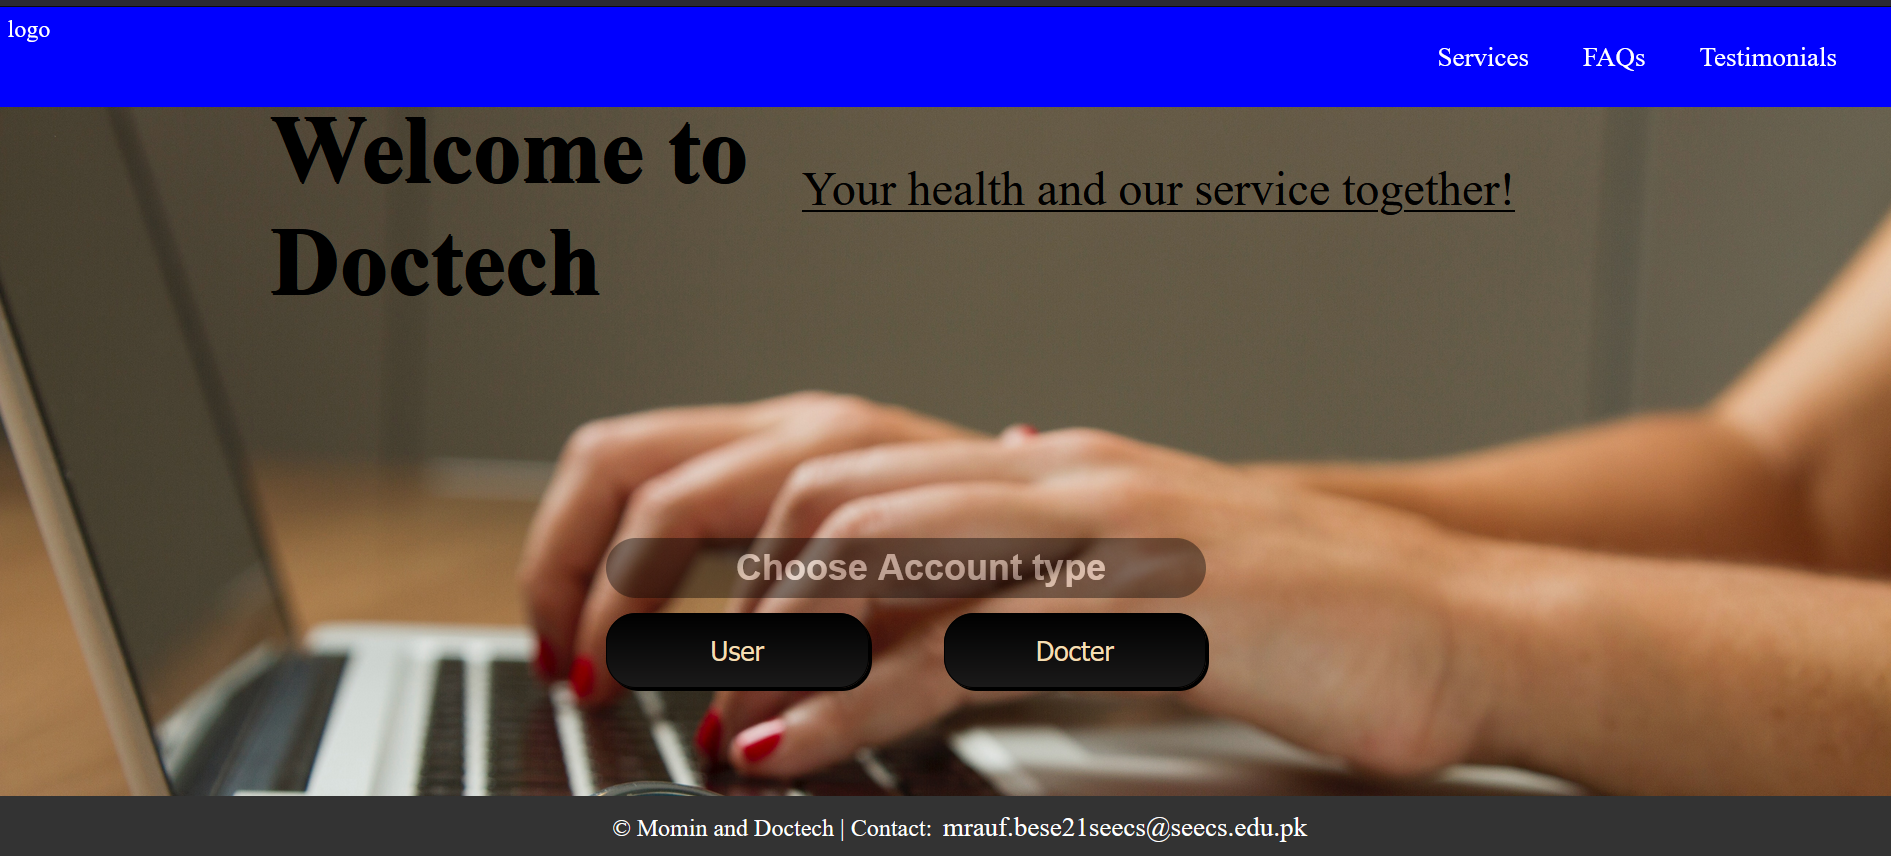 logo
Services FAQs Testimonials
Welcome to
Doctech
Your health and our service together!
Choose Account type
User
Docter
© Momin and Doctech | Contact: mrauf.bese21seecs@seecs.edu.pk